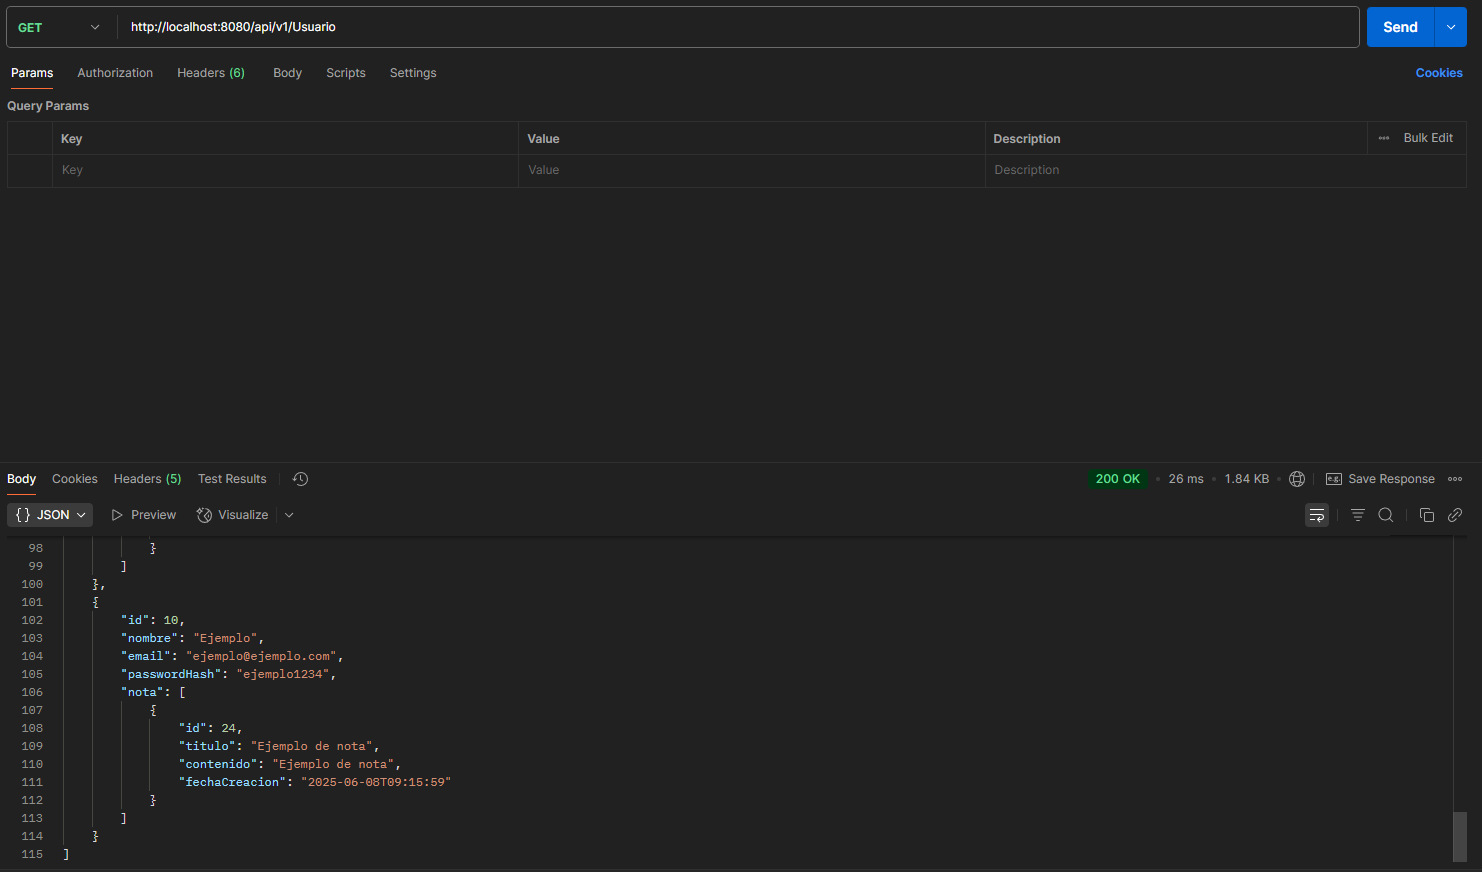 GET http://localhost:8080/api/v1/Usuario Send
Params Authorization Headers (6) Body Scripts Settings Cookies
Query Params
Key Value Description Bulk Edit
Key Value Description
Body Cookies Headers (5) Test Results 200 OK 26 ms 1.84 KB e.g. Save Response
{} JSON Preview Visualize
98 }
99 ]
100 },
101 {
102 "id": 10,
103 "nombre": "Ejemplo",
104 "email": "ejemplo@ejemplo.com",
105 "passwordHash": "ejemplo1234",
106 "nota": [
107 {
108 "id": 24,
109 "titulo": "Ejemplo de nota",
110 "contenido": "Ejemplo de nota",
111 "fechaCreacion": "2025-06-08T09:15:59"
112 }
113 ]
114 }
115 ]